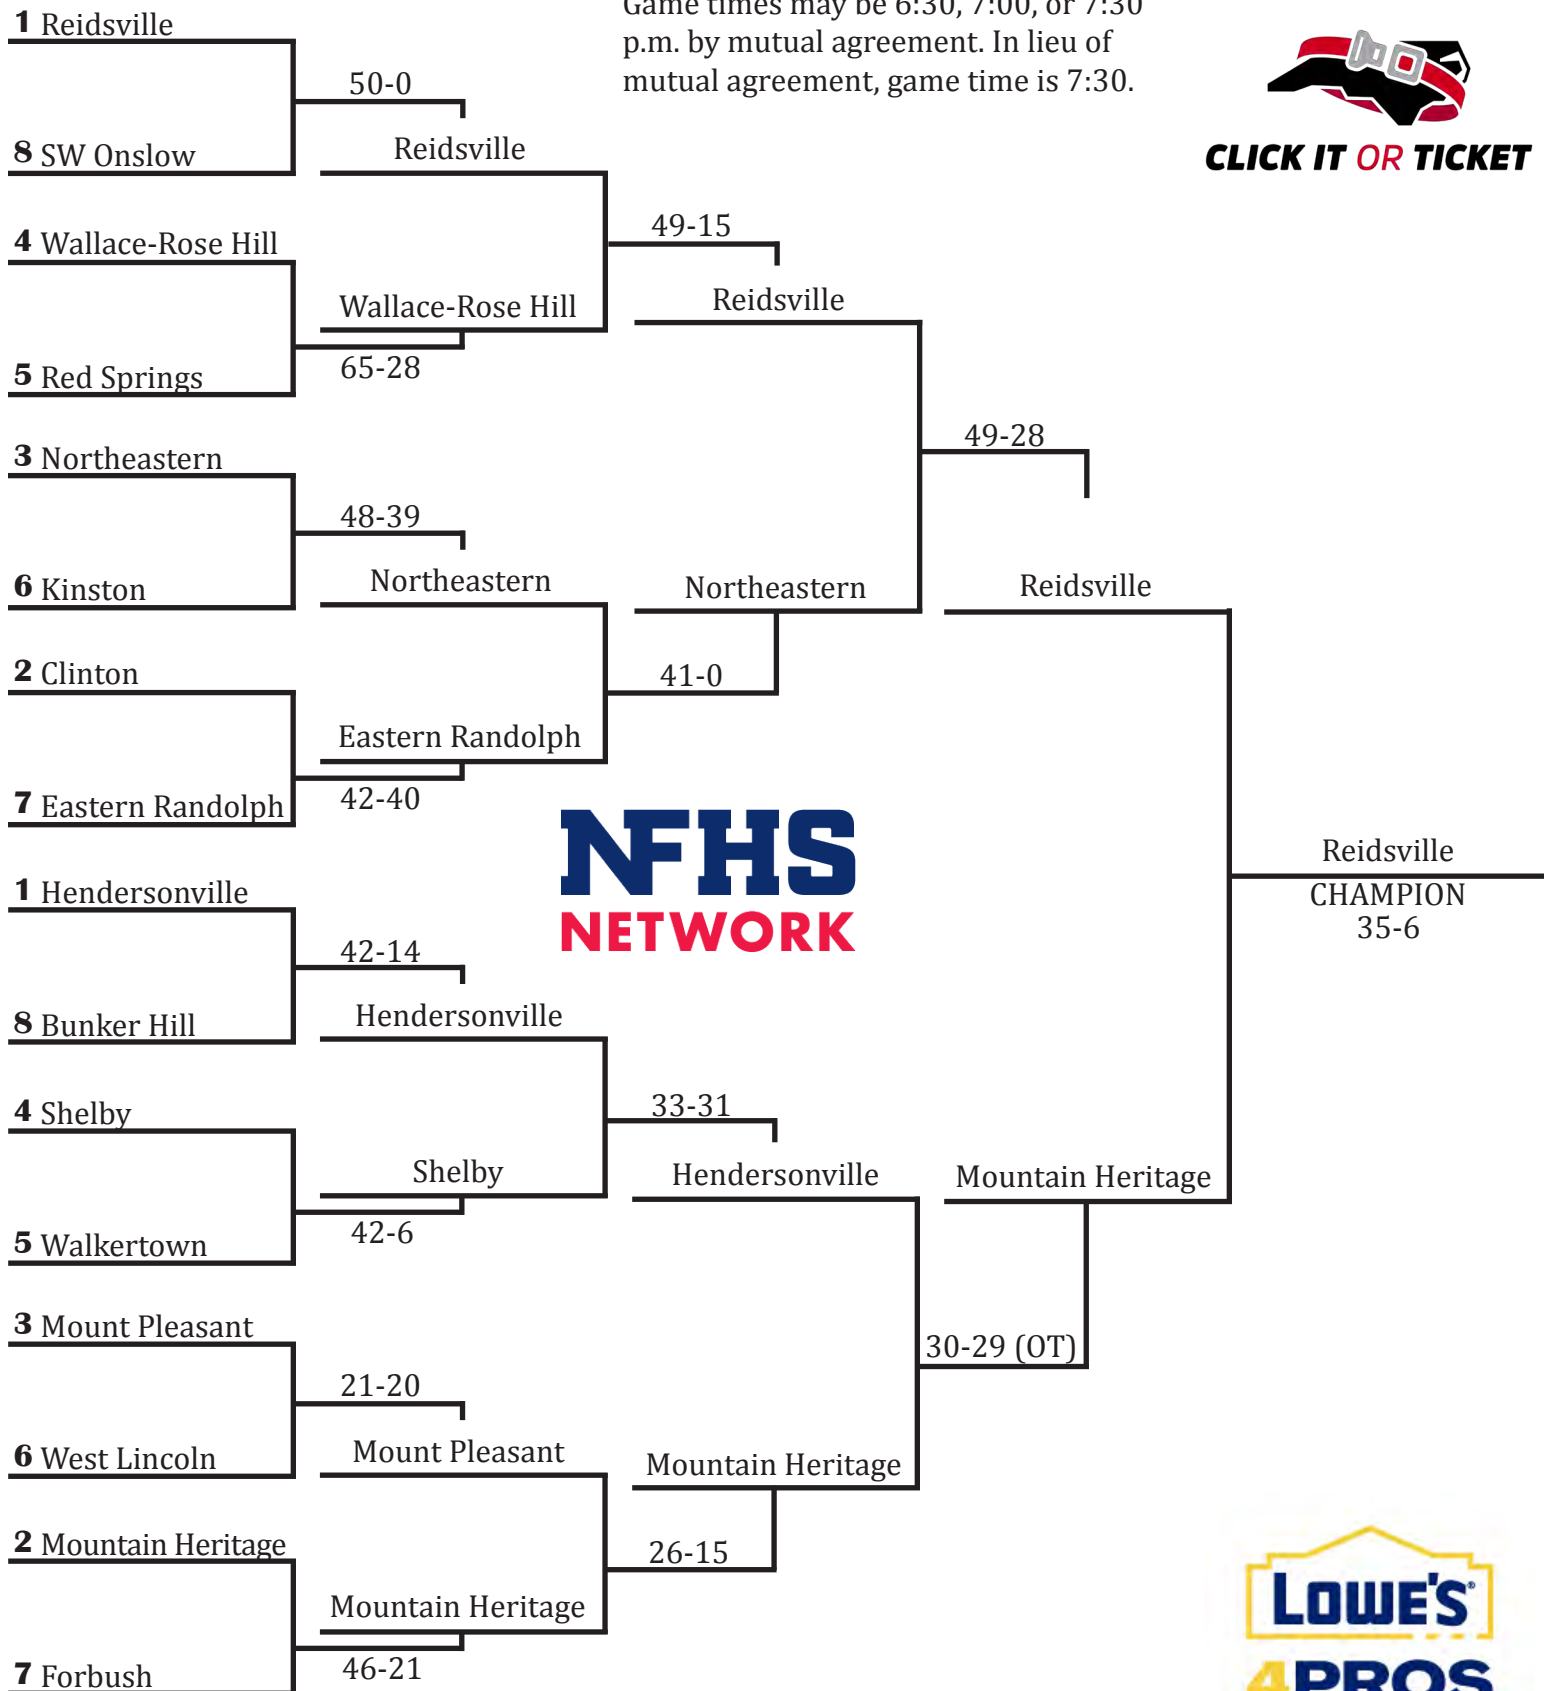 Game times may be 6:30, 7:00, or 7:30
p.m. by mutual agreement. In lieu of
mutual agreement, game time is 7:30.
CLICK IT OR TICKET
1 Reidsville
50-0
8 SW Onslow
Reidsville
49-15
4 Wallace-Rose Hill
Wallace-Rose Hill
65-28
5 Red Springs
Reidsville
49-28
3 Northeastern
48-39
6 Kinston
Northeastern
Northeastern
Reidsville
2 Clinton
41-0
Eastern Randolph
42-40
7 Eastern Randolph
NFHS
NETWORK
Reidsville
CHAMPION
35-6
1 Hendersonville
42-14
8 Bunker Hill
Hendersonville
33-31
4 Shelby
Shelby
42-6
5 Walkertown
Hendersonville
Mountain Heritage
3 Mount Pleasant
30-29 (OT)
21-20
6 West Lincoln
Mount Pleasant
Mountain Heritage
2 Mountain Heritage
26-15
Mountain Heritage
46-21
7 Forbush
LOWE'S®
4PROS